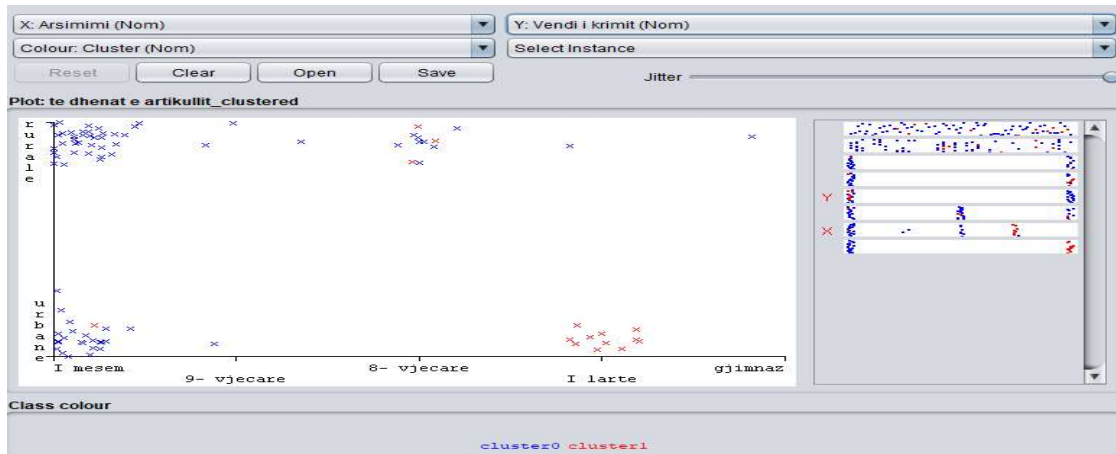 X: Arsimimi (Nom)
Y: Vendi i krimit (Nom)
Colour: Cluster (Nom)
Select Instance
Reset
Clear
Open
Save
Jitter
Plot: te dhenat e artikullit_clustered
rurale
urbane
I mesem
9- vjecare
8- vjecare
I larte
gjimnaz
Y
X
Class colour
cluster0 cluster1